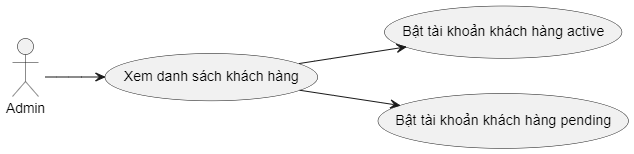 Bật tài khoản khách hàng active
Xem danh sách khách hàng
Admin
Bật tài khoản khách hàng pending